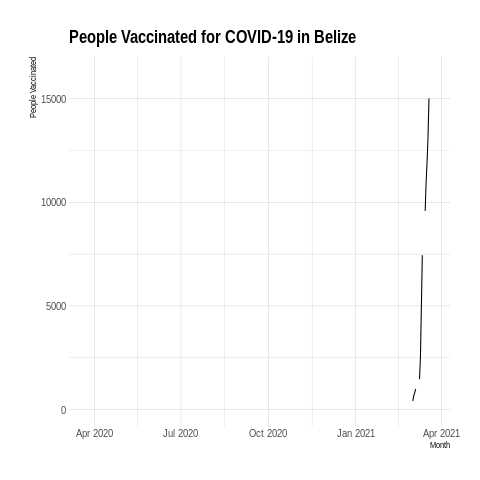 People Vaccinated for COVID-19 in Belize
People Vaccinated
15000
10000
5000
0
Apr 2020 Jul 2020 Oct 2020 Jan 2021 Apr 2021
Month